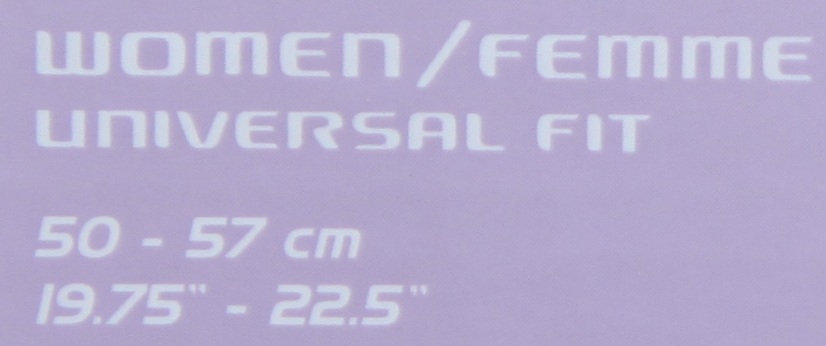 WOMEN/FEMME
UNIVERSAL FIT
50 - 57 cm
19.75" - 22.5"